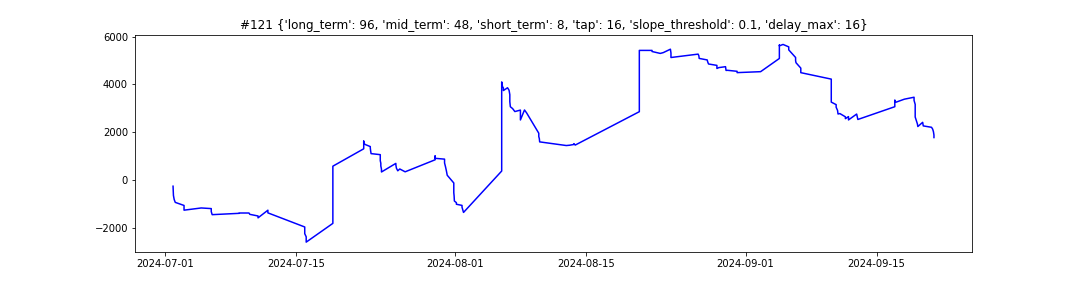 #121 {'long_term': 96, 'mid_term': 48, 'short_term': 8, 'tap': 16, 'slope_threshold': 0.1, 'delay_max': 16}
6000
4000
2000
0
−2000
2024-07-01 2024-07-15 2024-08-01 2024-08-15 2024-09-01 2024-09-15